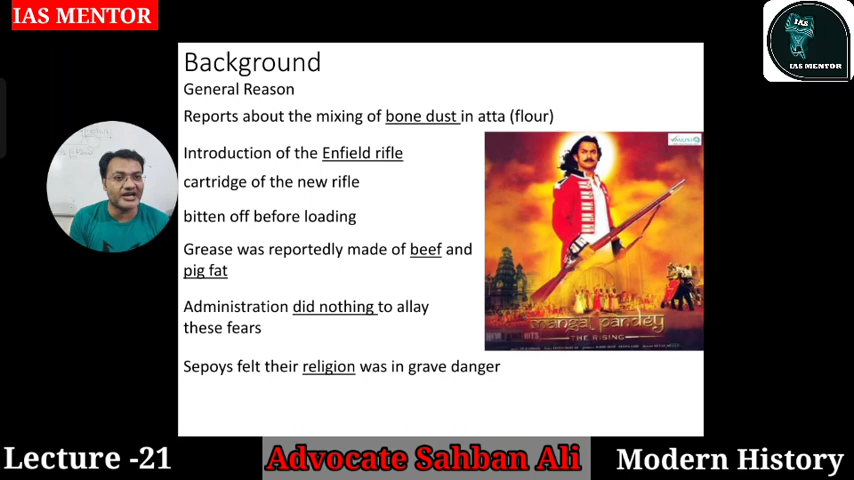 IAS MENTOR
IAS
IAS MENTOR
Background
General Reason
Reports about the mixing of bone dust in atta (flour)
Introduction of the Enfield rifle
cartridge of the new rifle
bitten off before loading
Grease was reportedly made of beef and
pig fat
Administration did nothing to allay
these fears
Sepoys felt their religion was in grave danger
mangal pandey
THE RISING
Lecture -21
Advocate Sahban Ali
Modern History